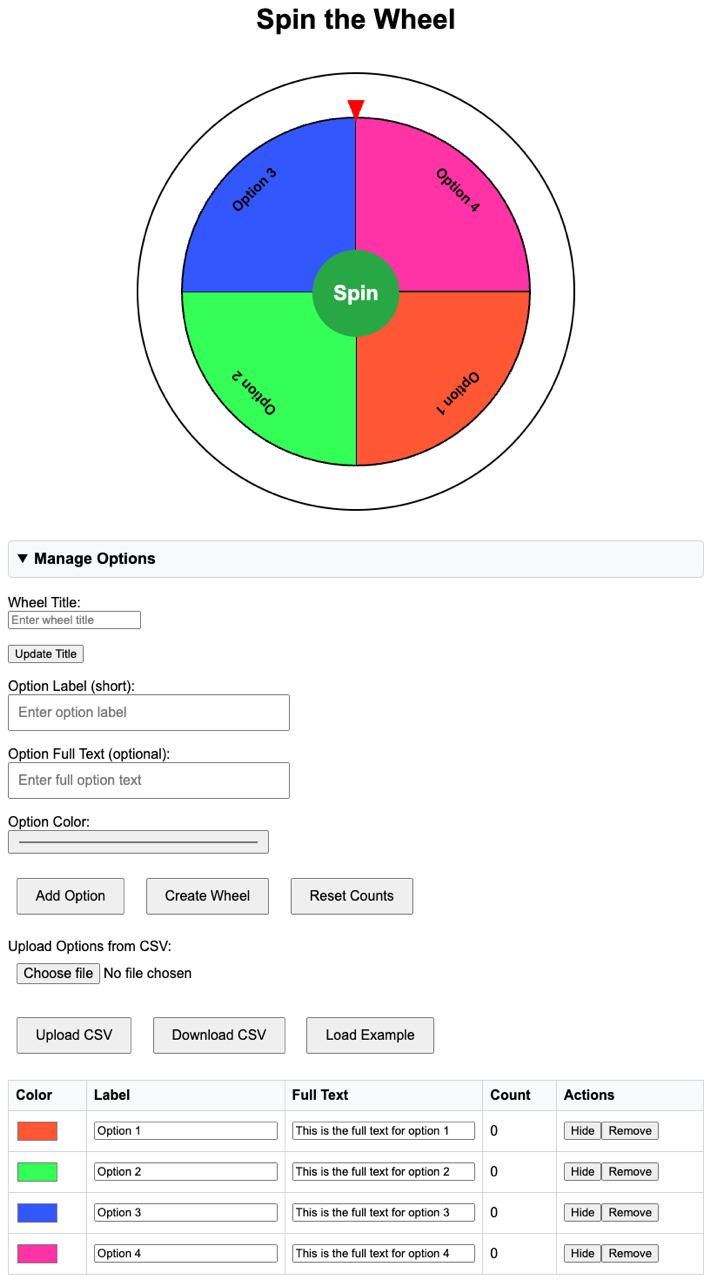 Spin the Wheel
Option 3
Option 4
Spin
Option 2
Option 1
▼ Manage Options
Wheel Title:
Enter wheel title
Update Title
Option Label (short):
Enter option label
Option Full Text (optional):
Enter full option text
Option Color:
Add Option Create Wheel Reset Counts
Upload Options from CSV:
Choose file No file chosen
Upload CSV Download CSV Load Example
Color Label Full Text Count Actions
Option 1 This is the full text for option 1 0 Hide Remove
Option 2 This is the full text for option 2 0 Hide Remove
Option 3 This is the full text for option 3 0 Hide Remove
Option 4 This is the full text for option 4 0 Hide Remove